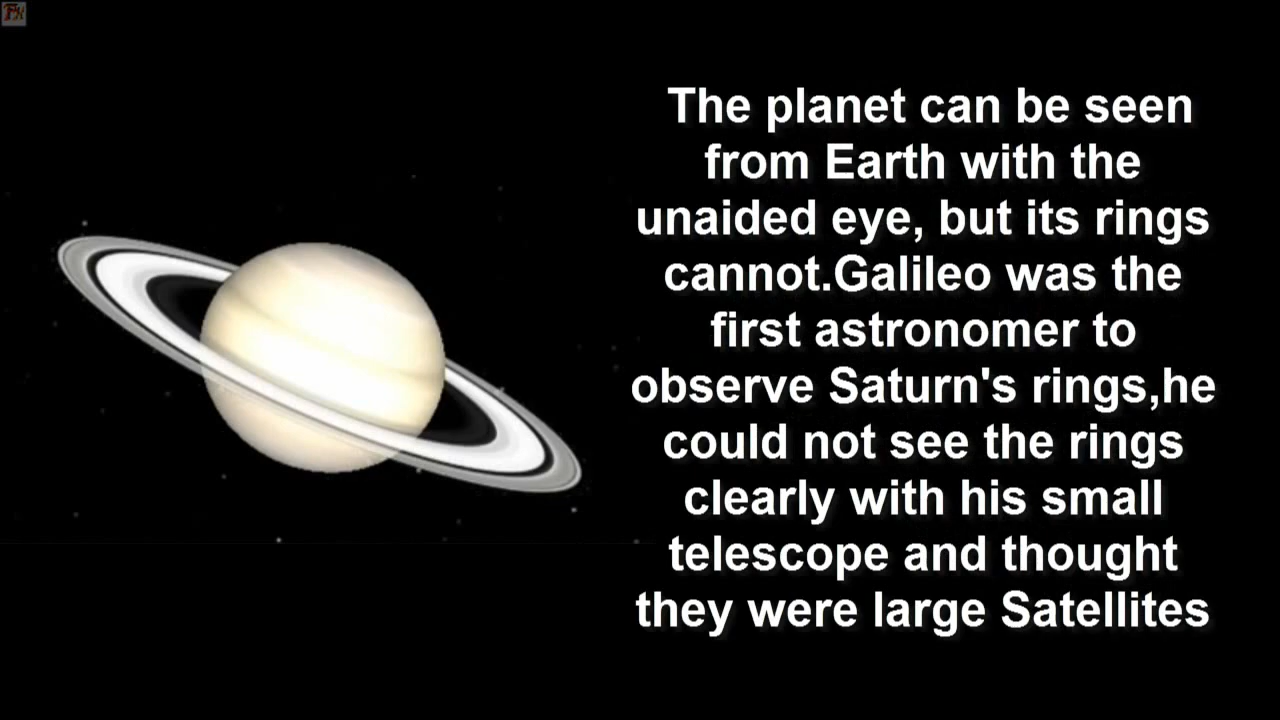 The planet can be seen
from Earth with the
unaided eye, but its rings
cannot.Galileo was the
first astronomer to
observe Saturn's rings,he
could not see the rings
clearly with his small
telescope and thought
they were large Satellites